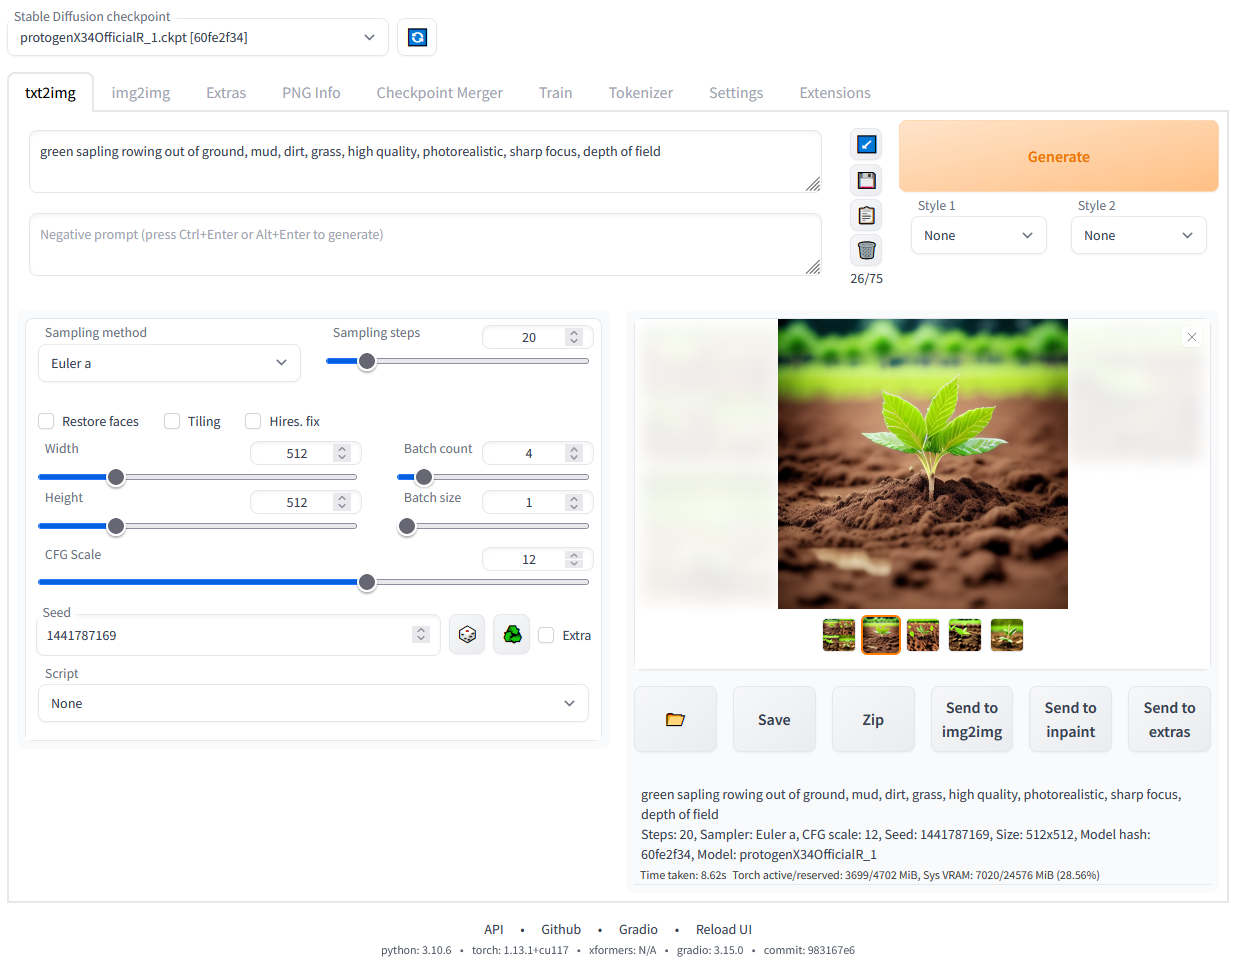 Stable Diffusion checkpoint
protogenX34OfficialR_1.ckpt [60fe2f34]
txt2img img2img Extras PNG Info Checkpoint Merger Train Tokenizer Settings Extensions
green sapling rowing out of ground, mud, dirt, grass, high quality, photorealistic, sharp focus, depth of field
Generate
Style 1 Style 2
None None
Negative prompt (press Ctrl+Enter or Alt+Enter to generate)
26/75
Sampling method Sampling steps 20
Euler a
Restore faces Tiling Hires. fix
Width 512 Batch count 4
Height 512 Batch size 1
CFG Scale 12
Seed
1441787169 Extra
Script
None
Save Zip Send to img2img Send to inpaint Send to extras
green sapling rowing out of ground, mud, dirt, grass, high quality, photorealistic, sharp focus,
depth of field
Steps: 20, Sampler: Euler a, CFG scale: 12, Seed: 1441787169, Size: 512x512, Model hash:
60fe2f34, Model: protogenX34OfficialR_1
Time taken: 8.62s Torch active/reserved: 3699/4702 MiB, Sys VRAM: 7020/24576 MiB (28.56%)
API • Github • Gradio • Reload UI
python: 3.10.6 • torch: 1.13.1+cu117 • xformers: N/A • gradio: 3.15.0 • commit: 983167e6